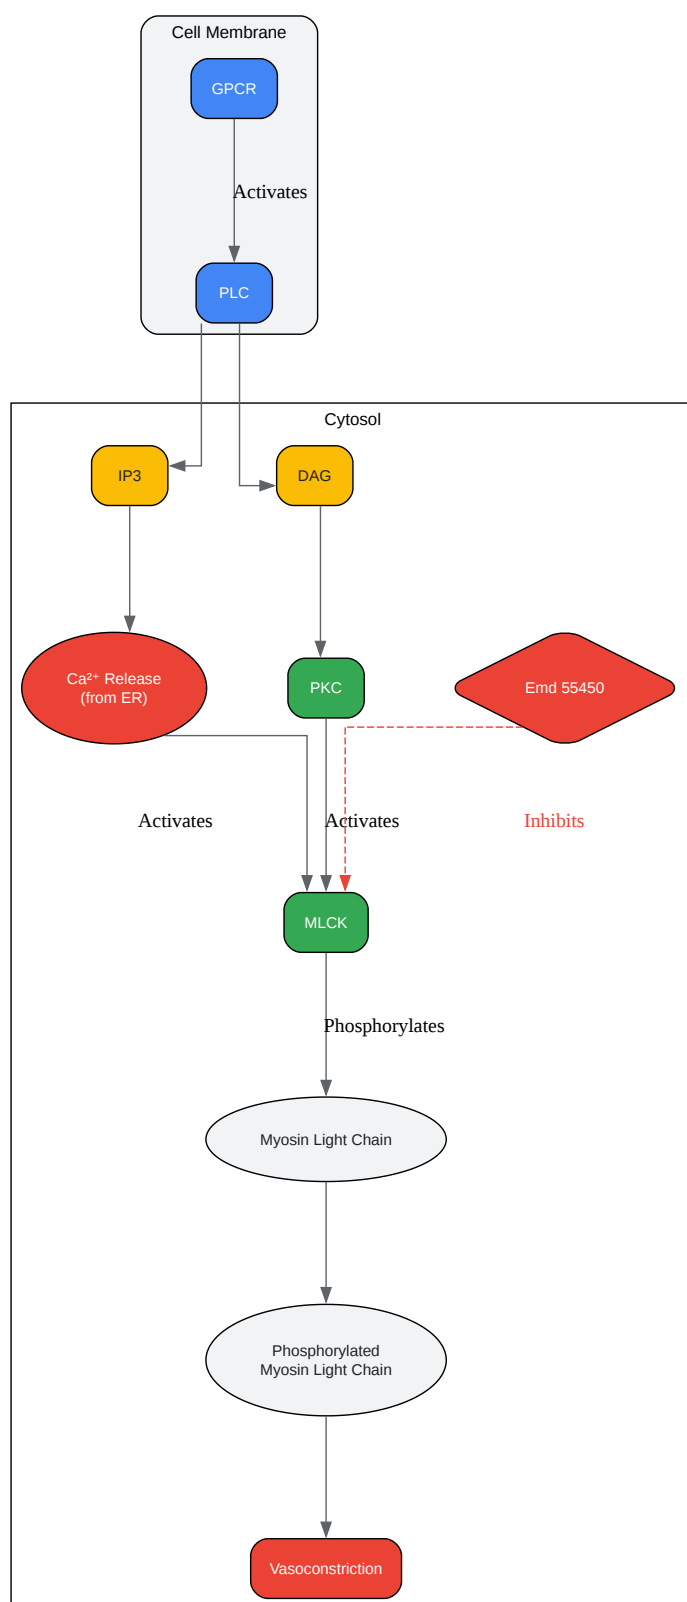 Cell Membrane
GPCR
Activates
PLC
Cytosol
IP3
DAG
Ca²⁺ Release
(from ER)
PKC
Emd 55450
Activates
Activates
Inhibits
MLCK
Phosphorylates
Myosin Light Chain
Phosphorylated
Myosin Light Chain
Vasoconstriction